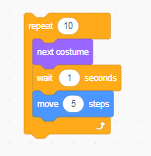 repeat 10
next costume
wait 1 seconds
move 5 steps